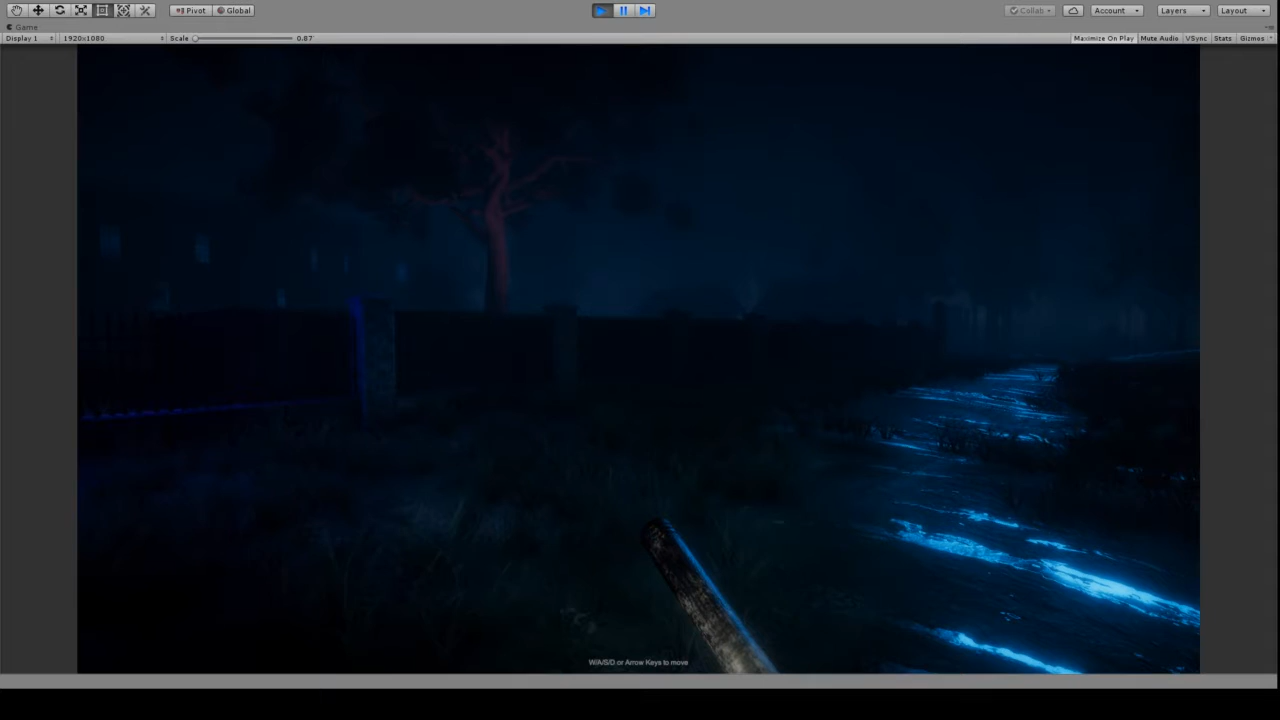 Pivot Global Collab Account Layers Layout
Game
Display 1 1920x1080 Scale 0.87 Maximize On Play Mute Audio VSync Stats Gizmos
W/A/S/D or Arrow Keys to move